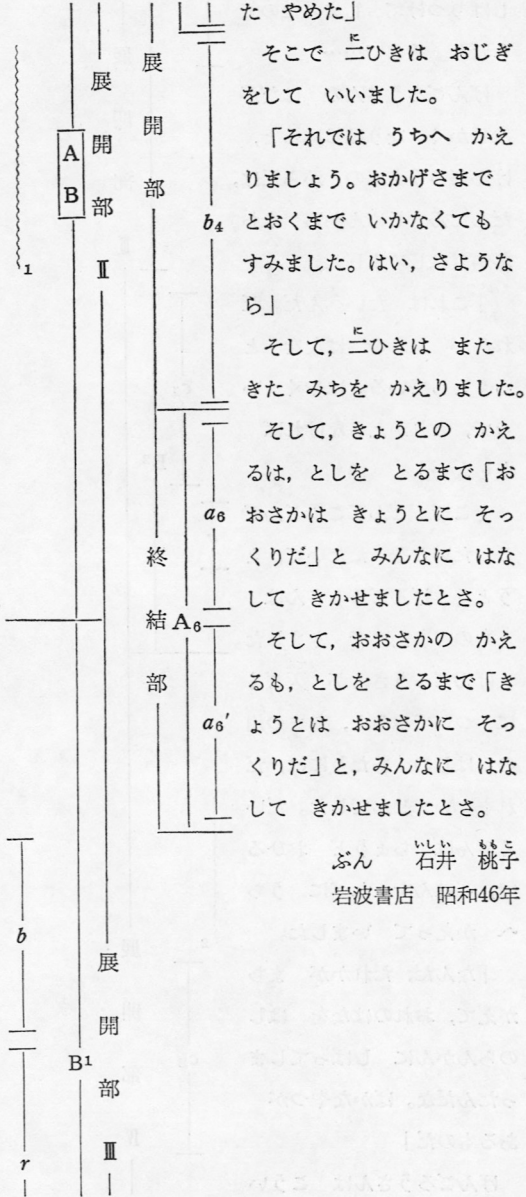 た やめた」
そこで 二ひきは おじぎ
をして いいました。
「それでは うちへ かえ
りましょう。おかげさまで
とおくまで いかなくても
すみました。はい，さような
ら」
そして，二ひきは また
きた みちを かえりました。
そして，きょうとの かえ
るは，としを とるまで「お
おさかは きょうとに そっ
くりだ」と みんなに はな
して きかせましたとさ。
そして，おおさかの かえ
るも，としを とるまで「き
ょうとは おおさかに そっ
くりだ」と，みんなに はな
して きかせましたとさ。
ぶん 石井 桃子
岩波書店 昭和46年
b4
a6
a6′
A6
展開部
終結部
展開部 Ⅱ
A B
1
b
r
B1
展開部 Ⅲ